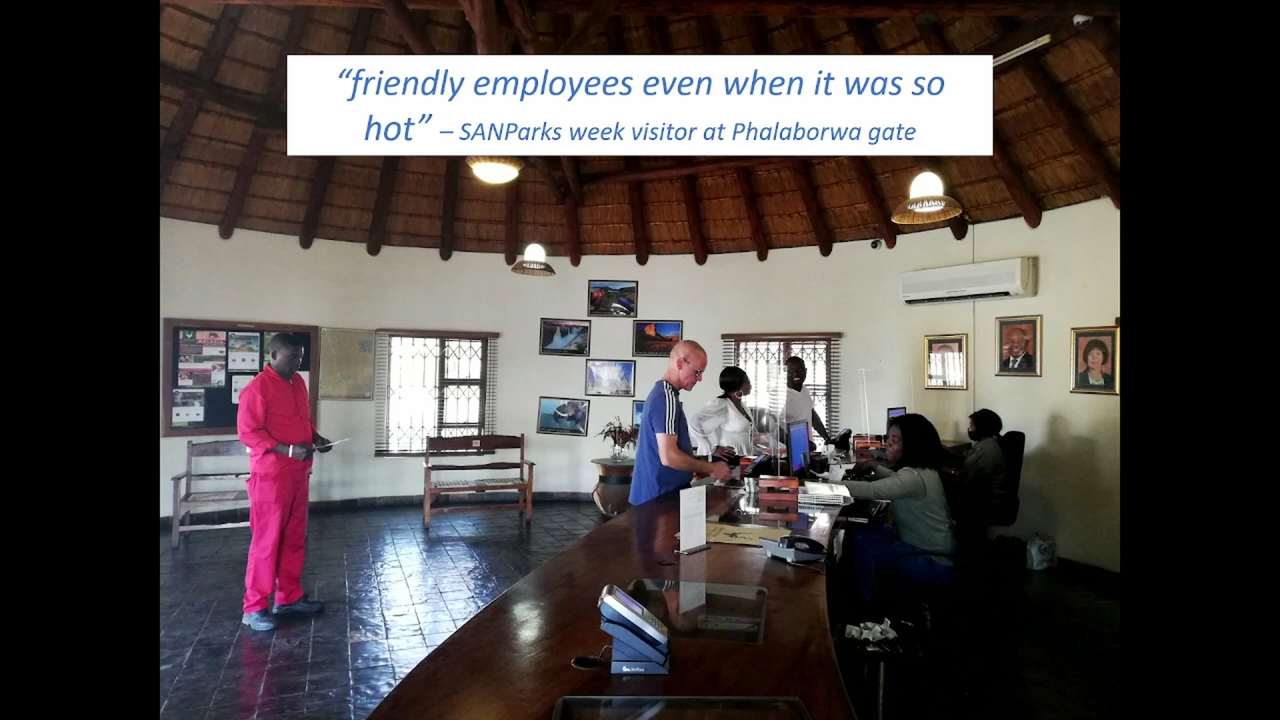 “friendly employees even when it was so
hot” – SANParks week visitor at Phalaborwa gate